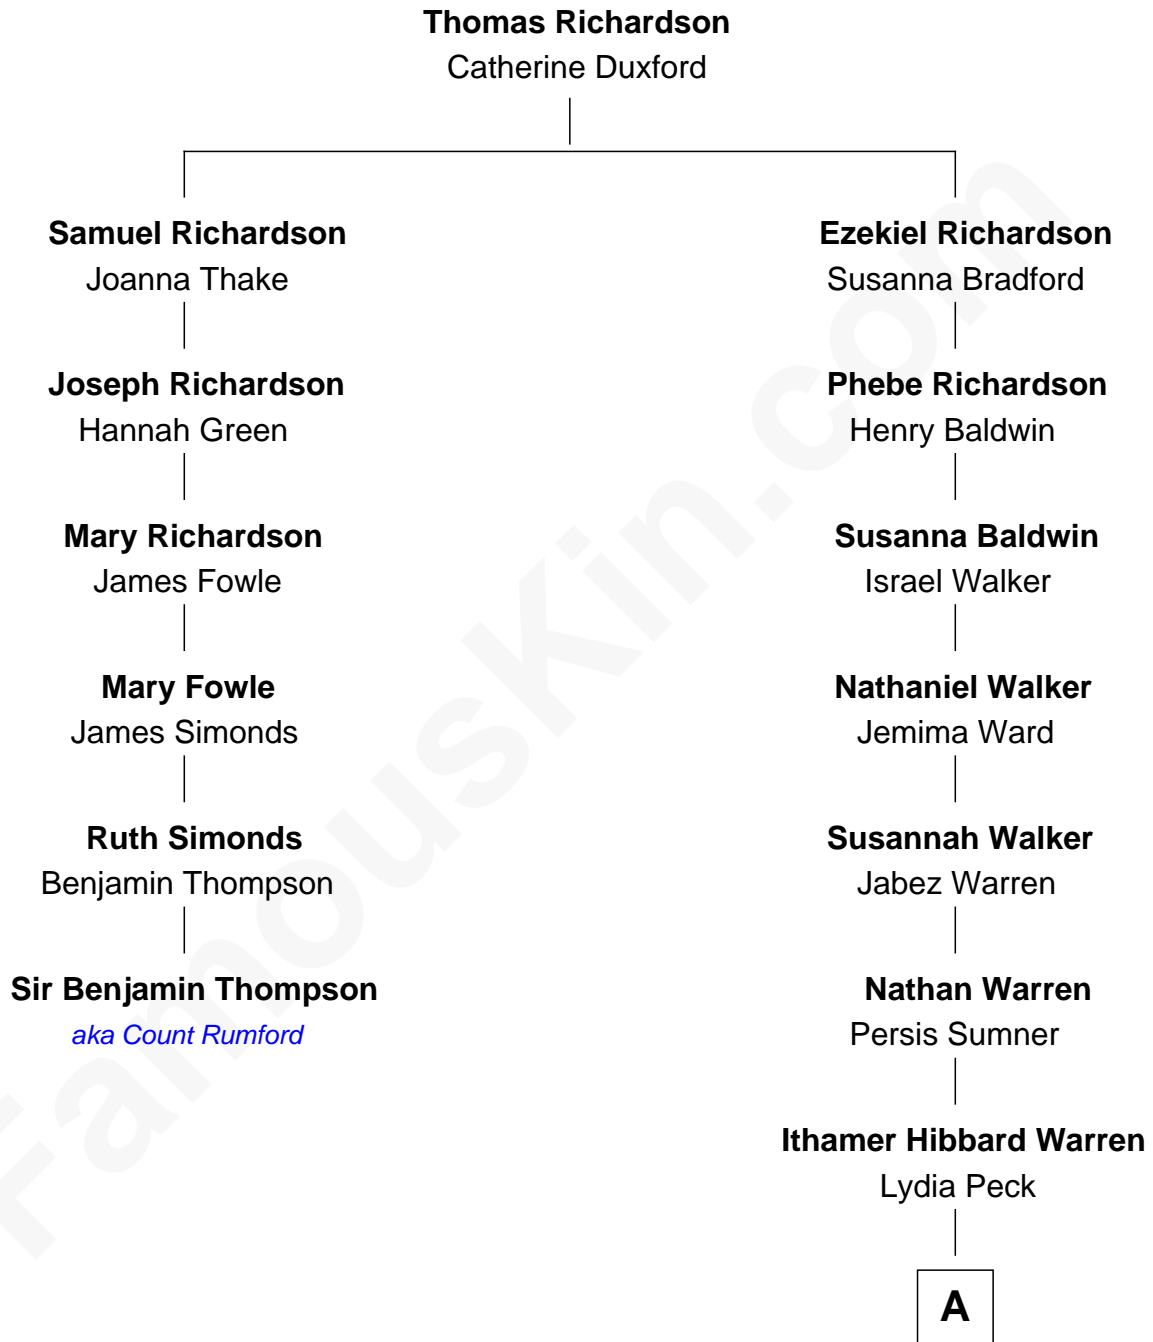 Thomas Richardson
Catherine Duxford
Samuel Richardson
Joanna Thake
Joseph Richardson
Hannah Green
Mary Richardson
James Fowle
Mary Fowle
James Simonds
Ruth Simonds
Benjamin Thompson
Sir Benjamin Thompson
aka Count Rumford
Ezekiel Richardson
Susanna Bradford
Phebe Richardson
Henry Baldwin
Susanna Baldwin
Israel Walker
Nathaniel Walker
Jemima Ward
Susannah Walker
Jabez Warren
Nathan Warren
Persis Sumner
Ithamer Hibbard Warren
Lydia Peck
A
FamousKin.com